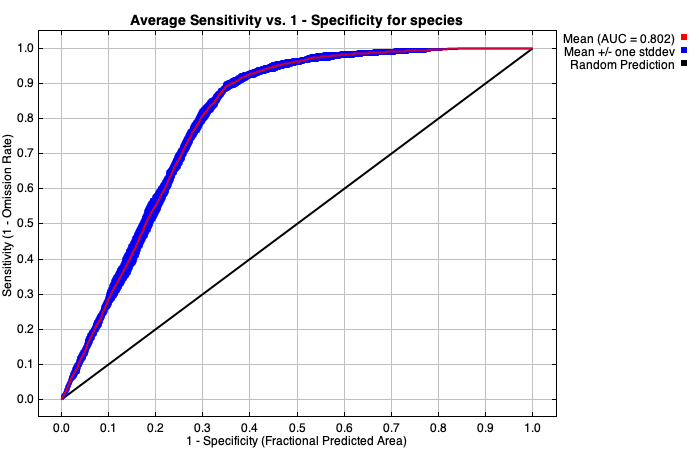 Average Sensitivity vs. 1 - Specificity for species
Mean (AUC = 0.802)
Mean +/- one stddev
Random Prediction
Sensitivity (1 - Omission Rate)
1.0
0.9
0.8
0.7
0.6
0.5
0.4
0.3
0.2
0.1
0.0
0.0 0.1 0.2 0.3 0.4 0.5 0.6 0.7 0.8 0.9 1.0
1 - Specificity (Fractional Predicted Area)